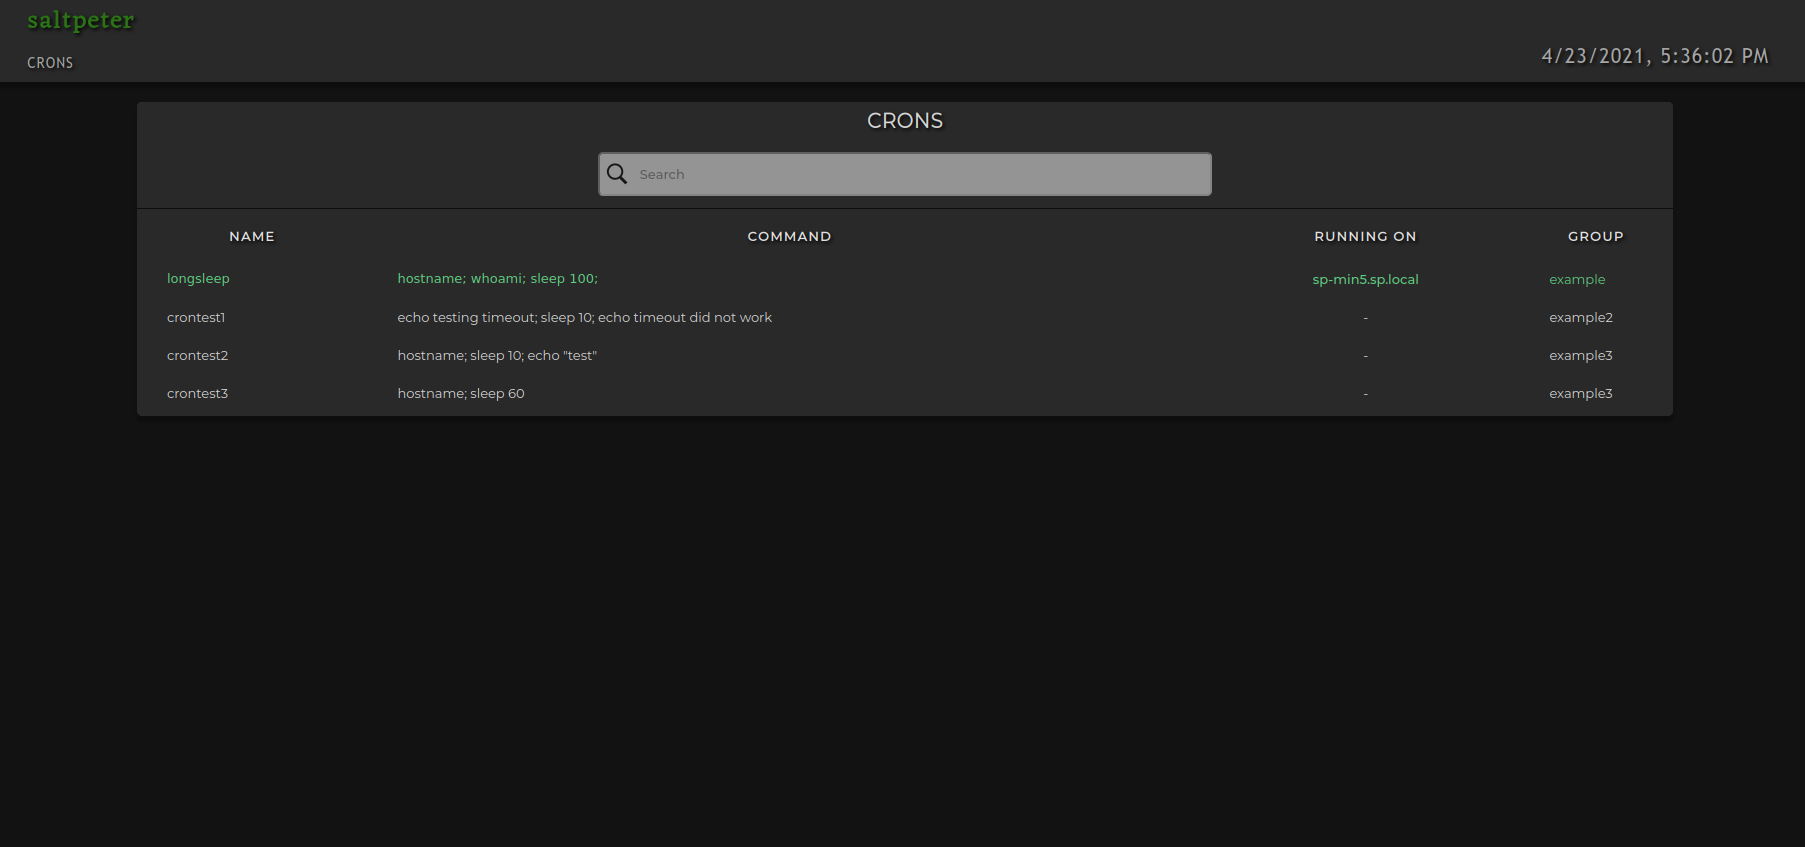 saltpeter
CRONS
4/23/2021, 5:36:02 PM
CRONS
Search
NAME COMMAND RUNNING ON GROUP
longsleep hostname; whoami; sleep 100; sp-min5.sp.local example
crontest1 echo testing timeout; sleep 10; echo timeout did not work - example2
crontest2 hostname; sleep 10; echo "test" - example3
crontest3 hostname; sleep 60 - example3